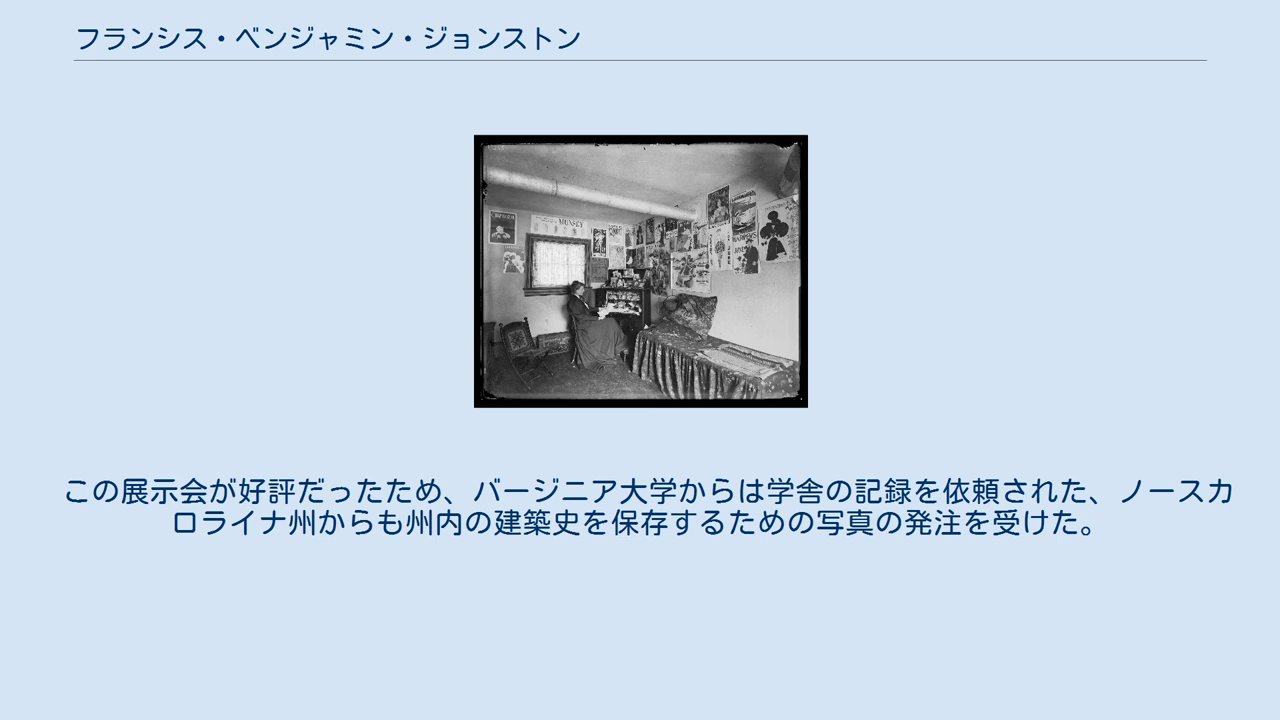 フランシス・ベンジャミン・ジョンストン
この展示会が好評だったため、バージニア大学からは学舎の記録を依頼された、ノースカ
ロライナ州からも州内の建築史を保存するための写真の発注を受けた。